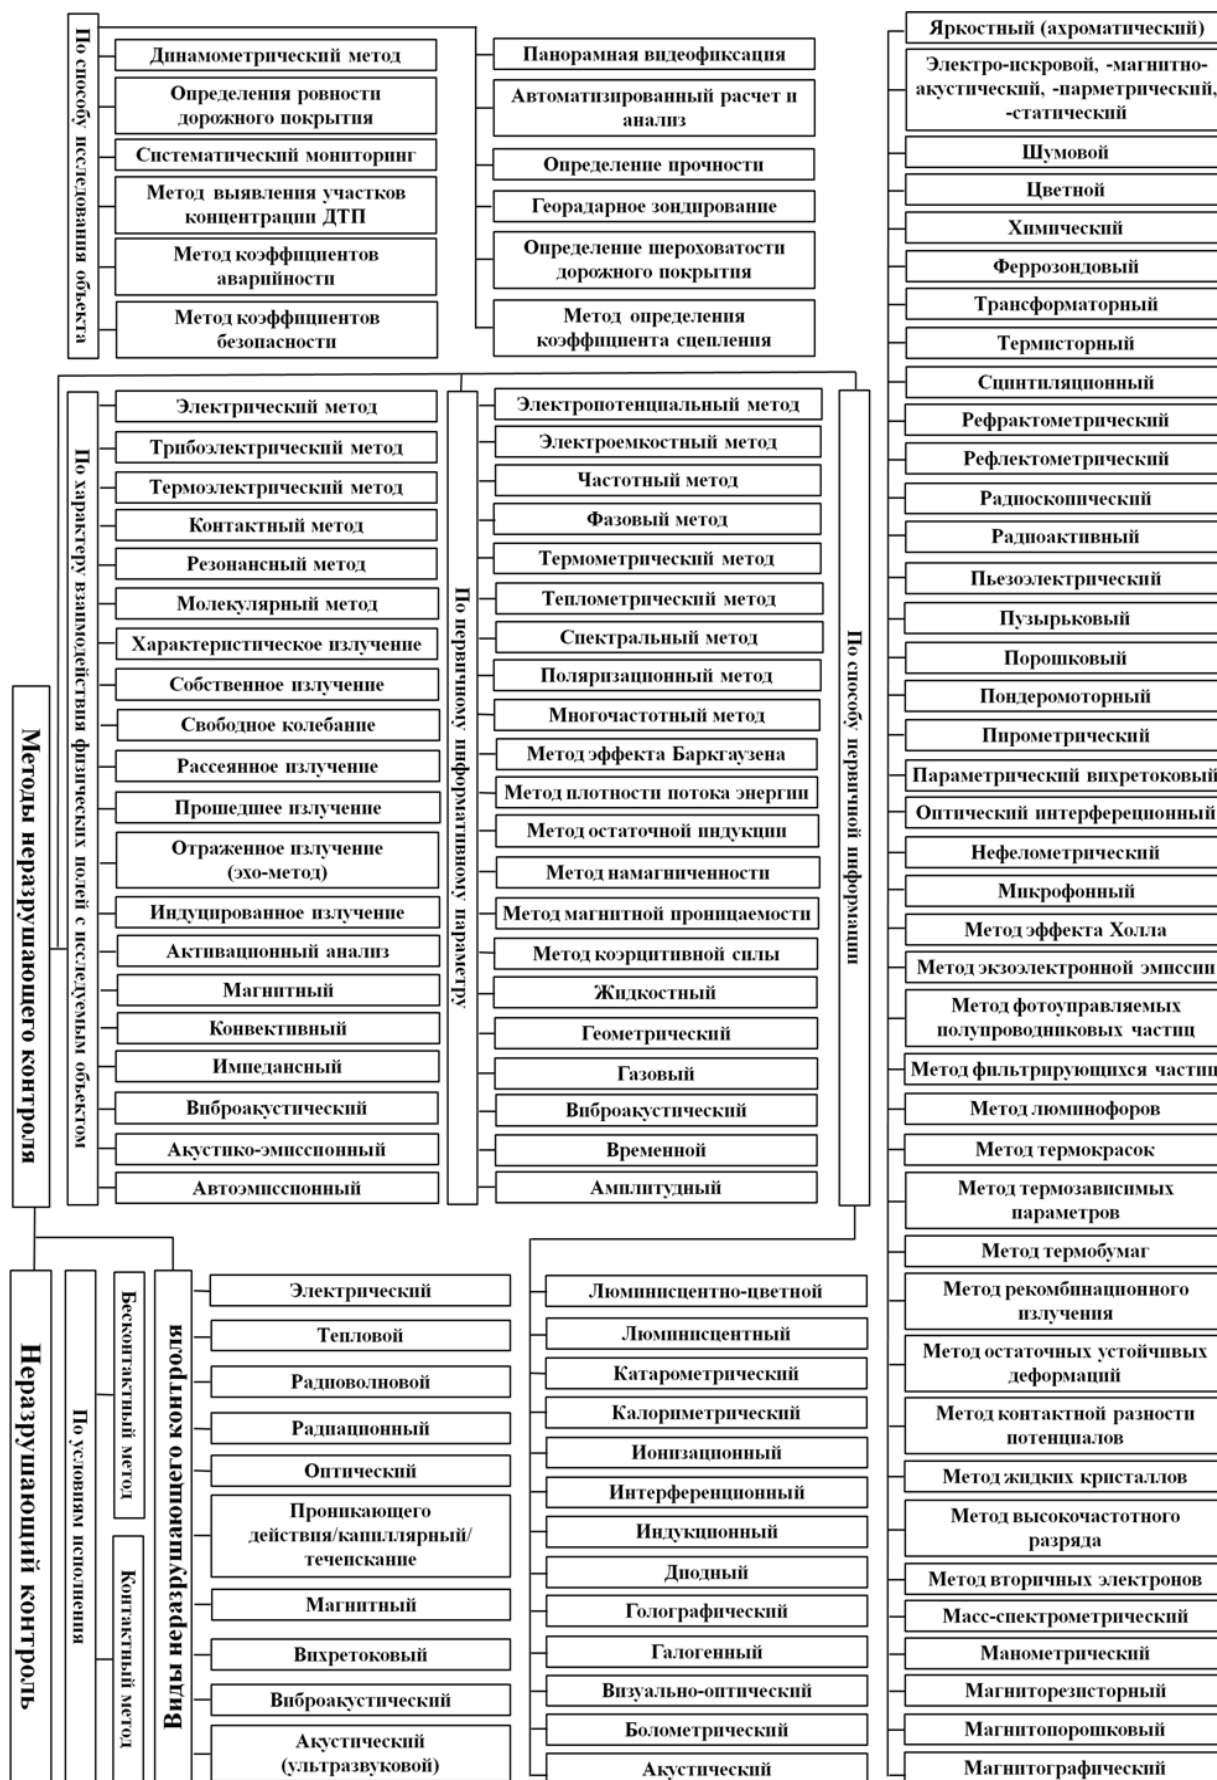 По способу исследования объекта
Динамометрический метод
Определения ровности
дорожного покрытия
Систематический мониторинг
Метод выявления участков
концентрации ДТП
Метод коэффициентов
аварийности
Метод коэффициентов
безопасности
Панорамная видеофиксация
Автоматизированный расчет и
анализ
Определение прочности
Георадарное зондирование
Определение шероховатости
дорожного покрытия
Метод определения
коэффициента сцепления
Методы неразрушающего контроля
По характеру взаимодействия физических полей с исследуемым объектом
Электрический метод
Трибоэлектрический метод
Термоэлектрический метод
Контактный метод
Резонансный метод
Молекулярный метод
Характеристическое излучение
Собственное излучение
Свободное колебание
Рассеянное излучение
Прошедшее излучение
Отраженное излучение
(эхо-метод)
Индуцированное излучение
Активационный анализ
Магнитный
Конвективный
Импедансный
Виброакустический
Акустико-эмиссионный
Автоэмиссионный
По первичному информативному параметру
Электропотенциальный метод
Электроемкостный метод
Частотный метод
Фазовый метод
Термометрический метод
Теплометрический метод
Спектральный метод
Поляризационный метод
Многочастотный метод
Метод эффекта Баркгаузена
Метод плотности потока энергии
Метод остаточной индукции
Метод намагниченности
Метод магнитной проницаемости
Метод коэрцитивной силы
Жидкостный
Геометрический
Газовый
Виброакустический
Временной
Амплитудный
По способу первичной информации
Яркостный (ахроматический)
Электро-искровой, -магнитно-
акустический, -парметрический,
-статический
Шумовой
Цветной
Химический
Феррозондовый
Трансформаторный
Термисторный
Сцинтиляционный
Рефрактометрический
Рефлектометрический
Радиоскопический
Радиоактивный
Пьезоэлектрический
Пузырьковый
Порошковый
Пондеромоторный
Пирометрический
Параметрический вихретоковый
Оптический интерфереционный
Нефелометрический
Микрофонный
Метод эффекта Холла
Метод экзоэлектронной эмиссии
Метод фотоуправляемых
полупроводниковых частиц
Метод фильтрирующихся частиц
Метод люминофоров
Метод термокрасок
Метод термозависимых
параметров
Метод термобумаг
Метод рекомбинационного
излучения
Метод остаточных устойчивых
деформаций
Метод контактной разности
потенциалов
Метод жидких кристаллов
Метод высокочастотного
разряда
Метод вторичных электронов
Масс-спектрометрический
Манометрический
Магниторезисторный
Магнитопорошковый
Магнитографический
Неразрушающий контроль
По условиям исполнения
Бесконтактный метод
Контактный метод
Виды неразрушающего контроля
Электрический
Тепловой
Радиоволновой
Радиационный
Оптический
Проникающего
действия/капиллярный/
течеискание
Магнитный
Вихретоковый
Виброакустический
Акустический
(ультразвуковой)
Люминисцентно-цветной
Люминисцентный
Катарометрический
Калориметрический
Ионизационный
Интерференционный
Индукционный
Диодный
Голографический
Галогенный
Визуально-оптический
Болометрический
Акустический